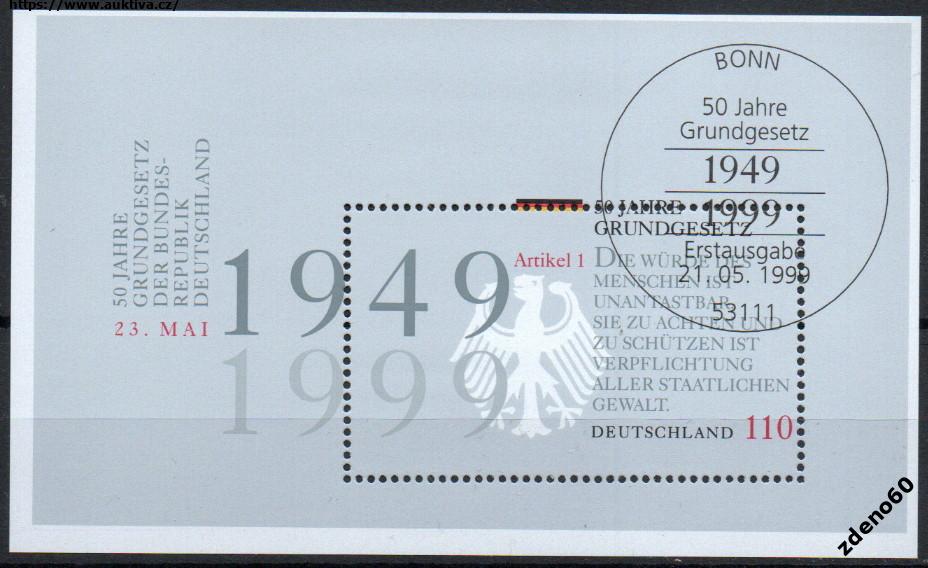 https://www.auktiva.cz/
BONN
50 Jahre
Grundgesetz
1949
1999
Erstausgabe
21.05.1999
53111
50 JAHRE
GRUNDGESETZ
DER BUNDES-
REPUBLIK
DEUTSCHLAND
23. MAI
1949
1999
50 JAHRE
GRUNDGESETZ
Artikel 1
DIE WÜRDE DES
MENSCHEN IST
UNANTASTBAR.
SIE ZU ACHTEN UND
ZU SCHÜTZEN IST
VERPFLICHTUNG
ALLER STAATLICHEN
GEWALT.
DEUTSCHLAND 110
zdeno60